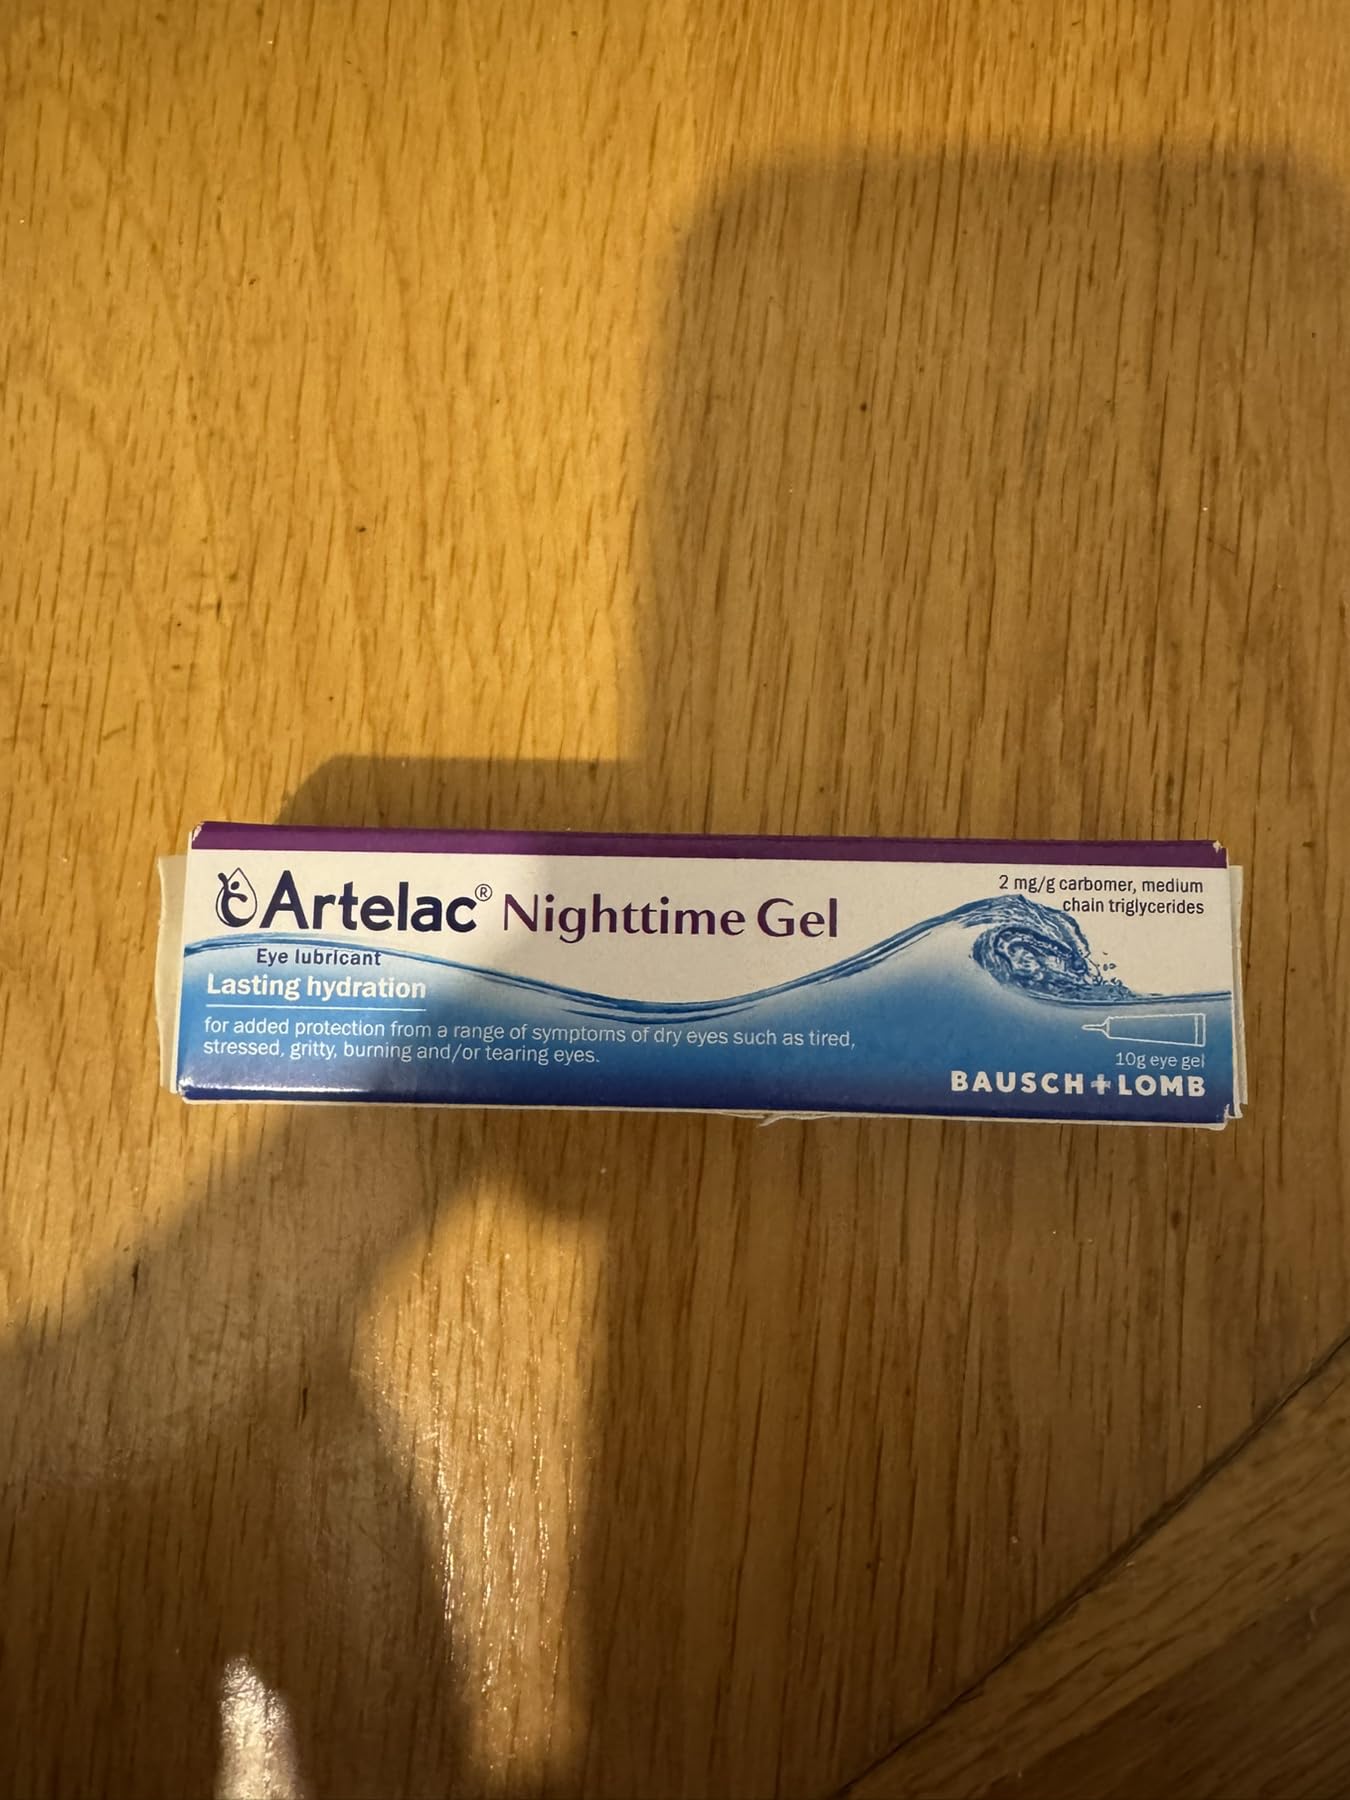 Artelac® Nighttime Gel
2 mg/g carbomer, medium
chain triglycerides
Eye lubricant
Lasting hydration
for added protection from a range of symptoms of dry eyes such as tired,
stressed, gritty, burning and/or tearing eyes.
10g eye gel
BAUSCH + LOMB